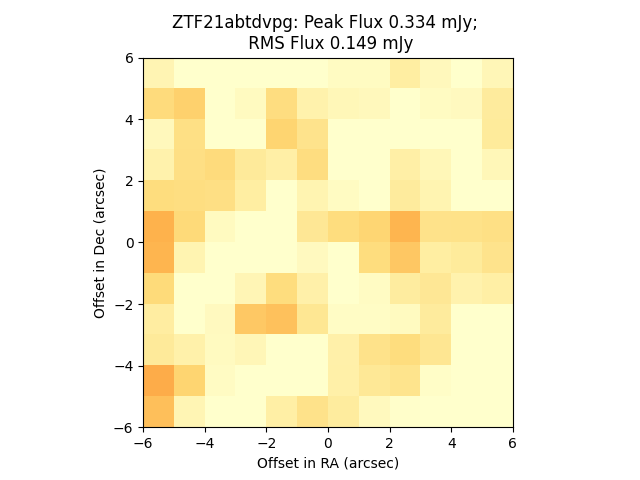 ZTF21abtdvpg: Peak Flux 0.334 mJy;
RMS Flux 0.149 mJy
6
4
2
0
−2
−4
−6
Offset in Dec (arcsec)
−6 −4 −2 0 2 4 6
Offset in RA (arcsec)